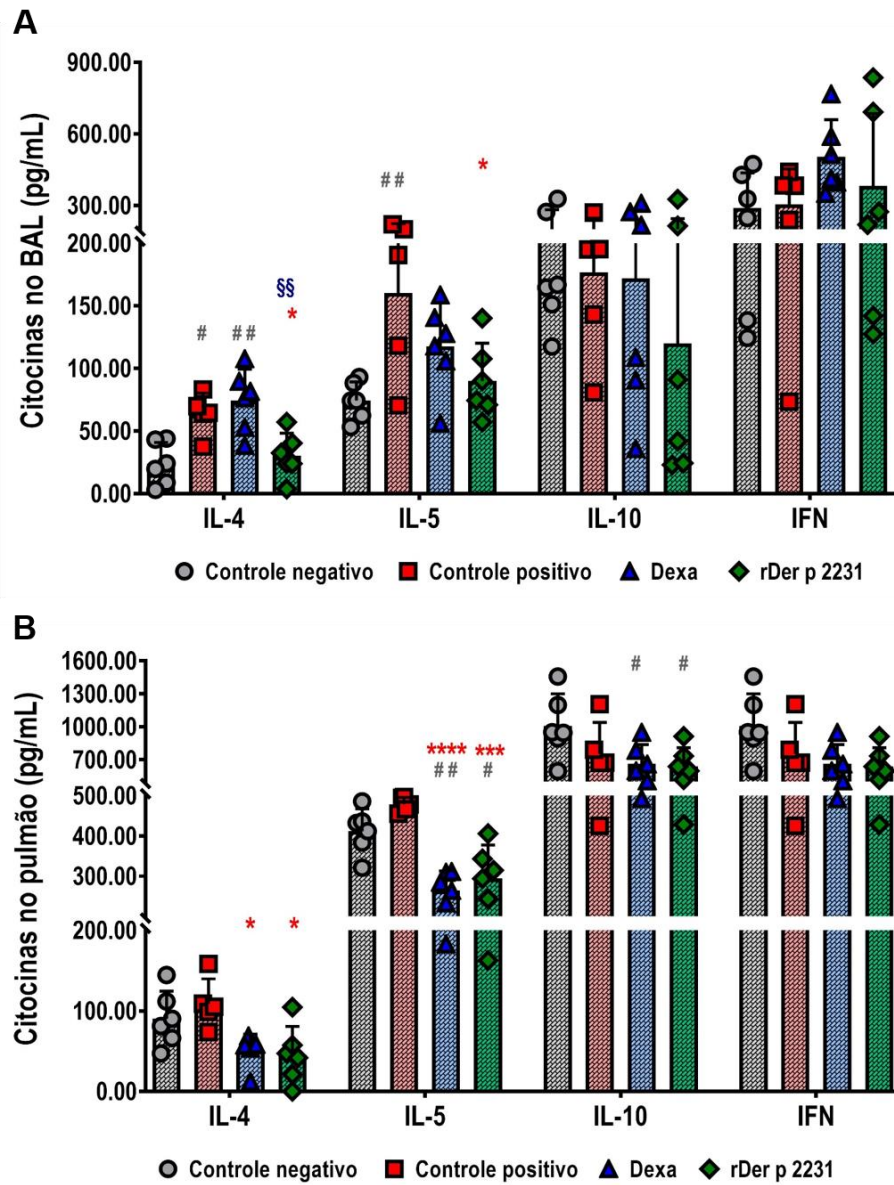 A
Citocinas no BAL (pg/mL)
900.00
600.00
300.00
200.00
150.00
100.00
50.00
0.00
# ## §§ * ## *
IL-4 IL-5 IL-10 IFN
Controle negativo Controle positivo Dexa rDer p 2231
B
Citocinas no pulmão (pg/mL)
1600.00
1300.00
1000.00
700.00
500.00
400.00
300.00
200.00
100.00
0.00
* * **** ## *** # # #
IL-4 IL-5 IL-10 IFN
Controle negativo Controle positivo Dexa rDer p 2231